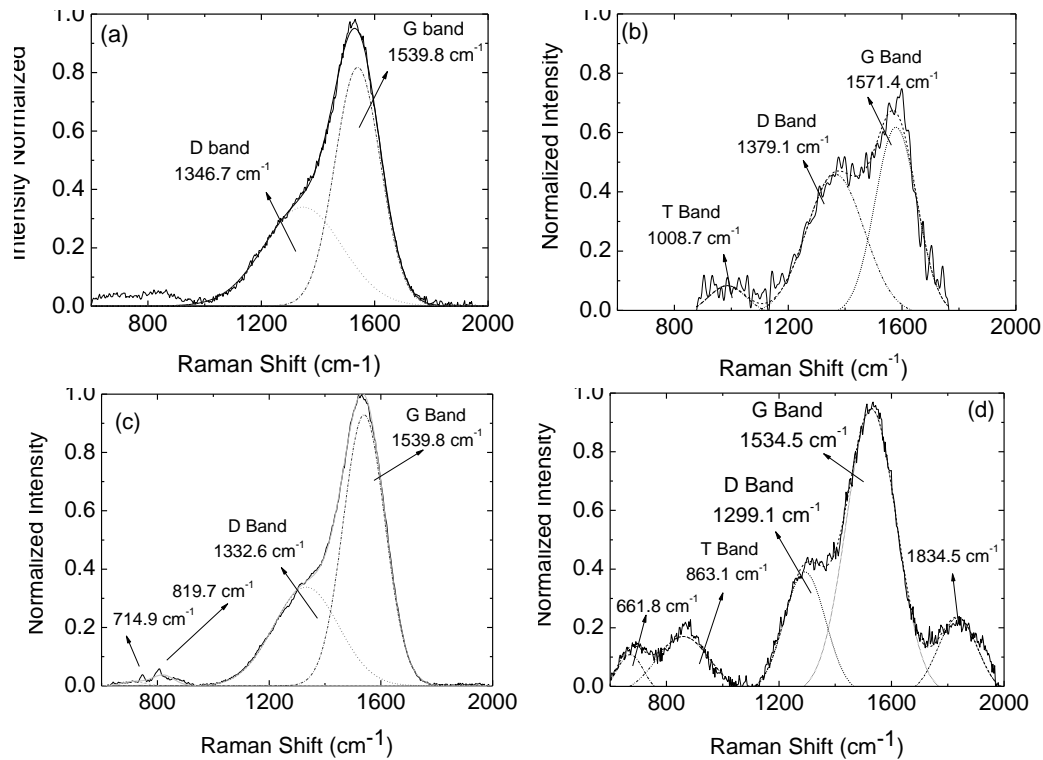 (a)
G band
1539.8 cm-1
D band
1346.7 cm-1
Intensity Normalized
1.0
0.8
0.6
0.4
0.2
0.0
800 1200 1600 2000
Raman Shift (cm-1)
(b)
G Band
1571.4 cm-1
D Band
1379.1 cm-1
T Band
1008.7 cm-1
Normalized Intensity
1.0
0.8
0.6
0.4
0.2
0.0
800 1200 1600 2000
Raman Shift (cm-1)
(c)
G Band
1539.8 cm-1
D Band
1332.6 cm-1
819.7 cm-1
714.9 cm-1
Normalized Intensity
1.0
0.8
0.6
0.4
0.2
0.0
800 1200 1600 2000
Raman Shift (cm-1)
(d)
G Band
1534.5 cm-1
D Band
1299.1 cm-1
T Band
863.1 cm-1
1834.5 cm-1
661.8 cm-1
Normalized Intensity
1.0
0.8
0.6
0.4
0.2
0.0
800 1200 1600 2000
Raman Shift (cm-1)